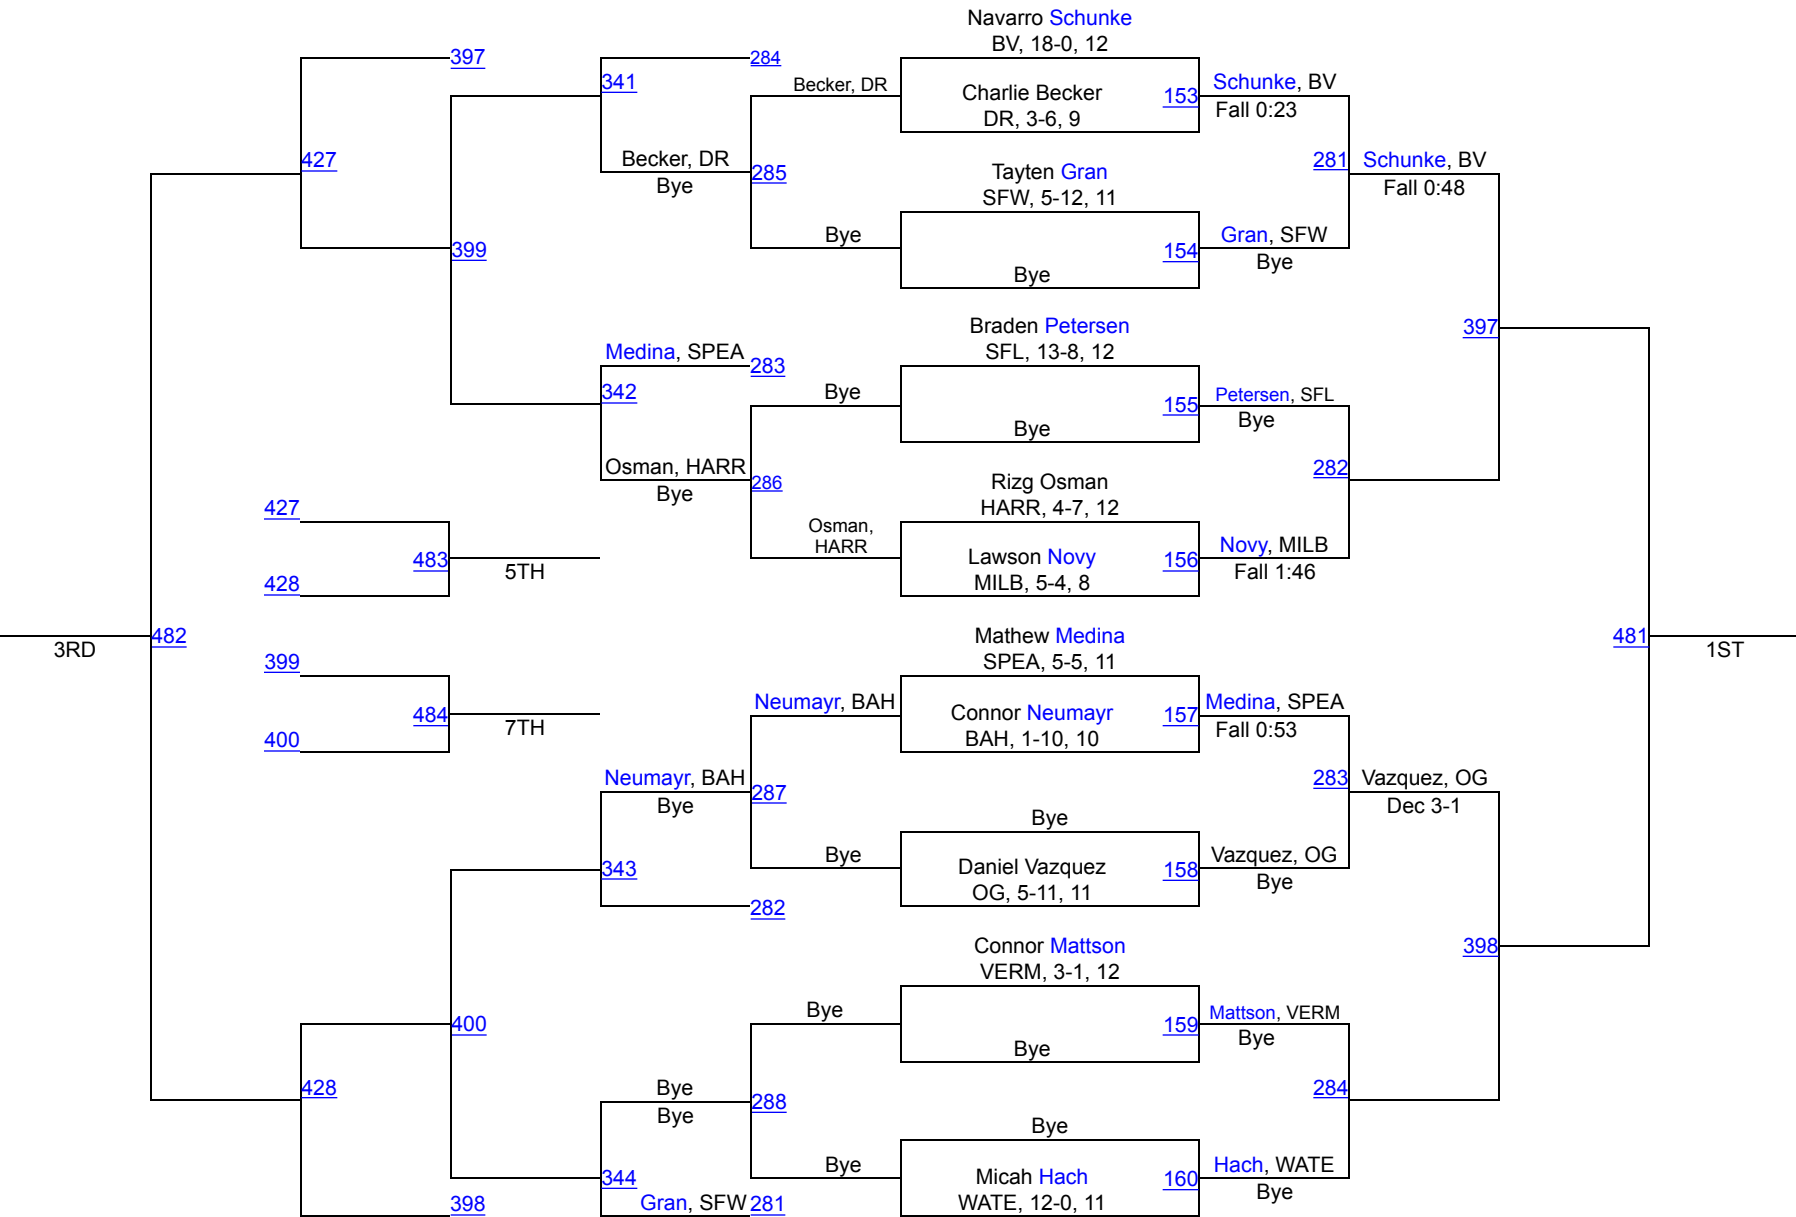 Navarro Schunke
BV, 18-0, 12
397
284
341
Becker, DR
Charlie Becker
DR, 3-6, 9
153
Schunke, BV
Fall 0:23
427
Becker, DR
Bye
285
Tayten Gran
SFW, 5-12, 11
281
Schunke, BV
Fall 0:48
399
Bye
Bye
154
Gran, SFW
Bye
Braden Petersen
SFL, 13-8, 12
397
Medina, SPEA
283
342
Bye
Bye
155
Petersen, SFL
Bye
Osman, HARR
Bye
286
Rizg Osman
HARR, 4-7, 12
282
427
483
5TH
428
Osman,
HARR
Lawson Novy
MILB, 5-4, 8
156
Novy, MILB
Fall 1:46
3RD
482
Mathew Medina
SPEA, 5-5, 11
481
1ST
399
484
7TH
400
Neumayr, BAH
Connor Neumayr
BAH, 1-10, 10
157
Medina, SPEA
Fall 0:53
Neumayr, BAH
Bye
287
Bye
283
Vazquez, OG
Dec 3-1
343
Bye
Daniel Vazquez
OG, 5-11, 11
158
Vazquez, OG
Bye
282
Connor Mattson
VERM, 3-1, 12
398
400
Bye
Bye
159
Mattson, VERM
Bye
428
Bye
Bye
288
Bye
284
344
Bye
Micah Hach
WATE, 12-0, 11
160
Hach, WATE
Bye
398
Gran, SFW
281